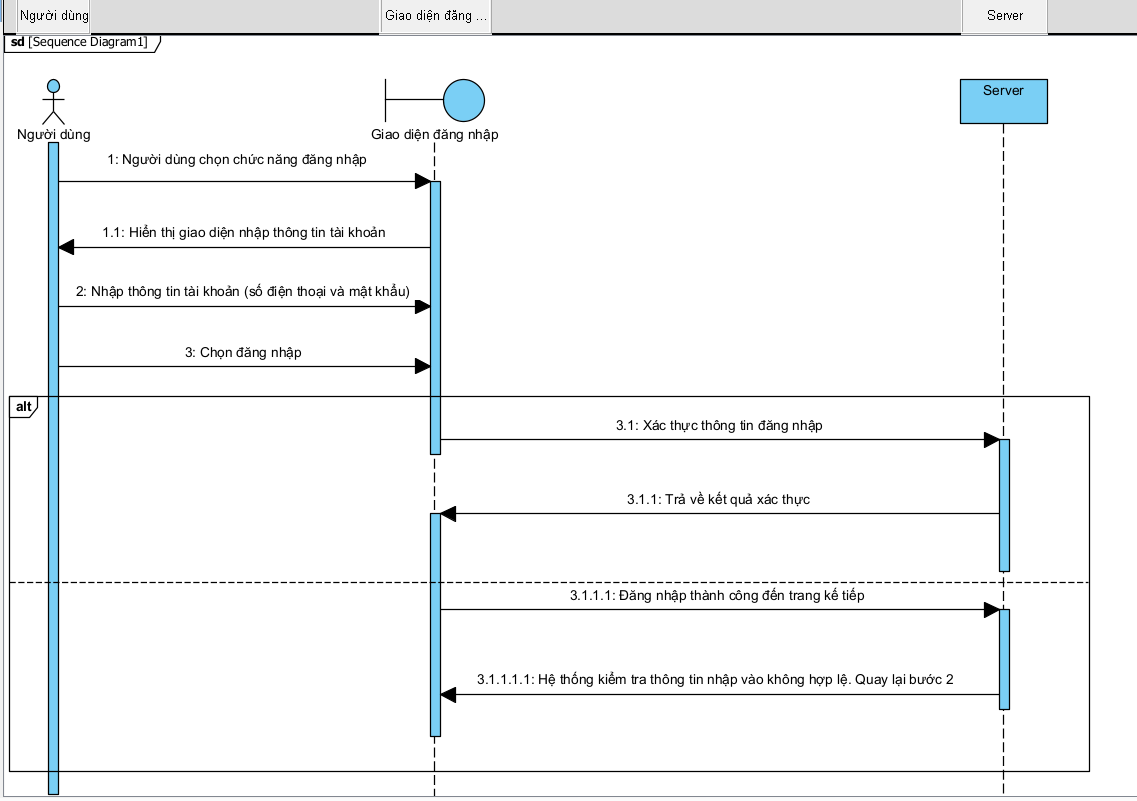 Người dùng
Giao diện đăng ...
Server
sd [Sequence Diagram1]
Server
Người dùng
Giao diện đăng nhập
1: Người dùng chọn chức năng đăng nhập
1.1: Hiển thị giao diện nhập thông tin tài khoản
2: Nhập thông tin tài khoản (số điện thoại và mật khẩu)
3: Chọn đăng nhập
alt
3.1: Xác thực thông tin đăng nhập
3.1.1: Trả về kết quả xác thực
3.1.1.1: Đăng nhập thành công đến trang kế tiếp
3.1.1.1.1: Hệ thống kiểm tra thông tin nhập vào không hợp lệ. Quay lại bước 2